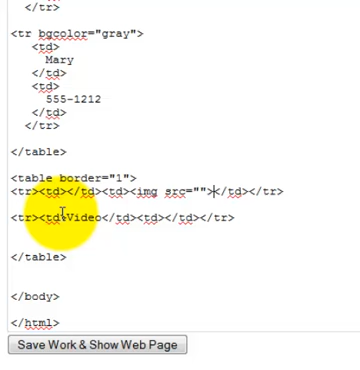 </tr>
<tr bgcolor="gray">
<td>
Mary
</td>
<td>
555-1212
</td>
</tr>
</table>
<table border="1">
<tr><td></td><td><img src=""></td></tr>
<tr><td>Video</td><td></td></tr>
</table>
</body>
</html>
Save Work & Show Web Page